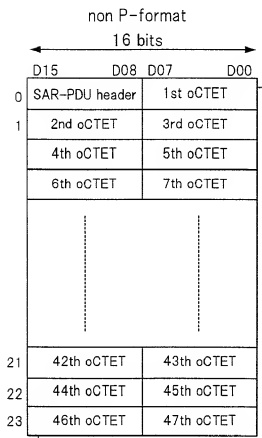 non P-format
16 bits
D15 D08 D07 D00
0 SAR-PDU header 1st oCTET
1 2nd oCTET 3rd oCTET
4th oCTET 5th oCTET
6th oCTET 7th oCTET
21 42th oCTET 43th oCTET
22 44th oCTET 45th oCTET
23 46th oCTET 47th oCTET